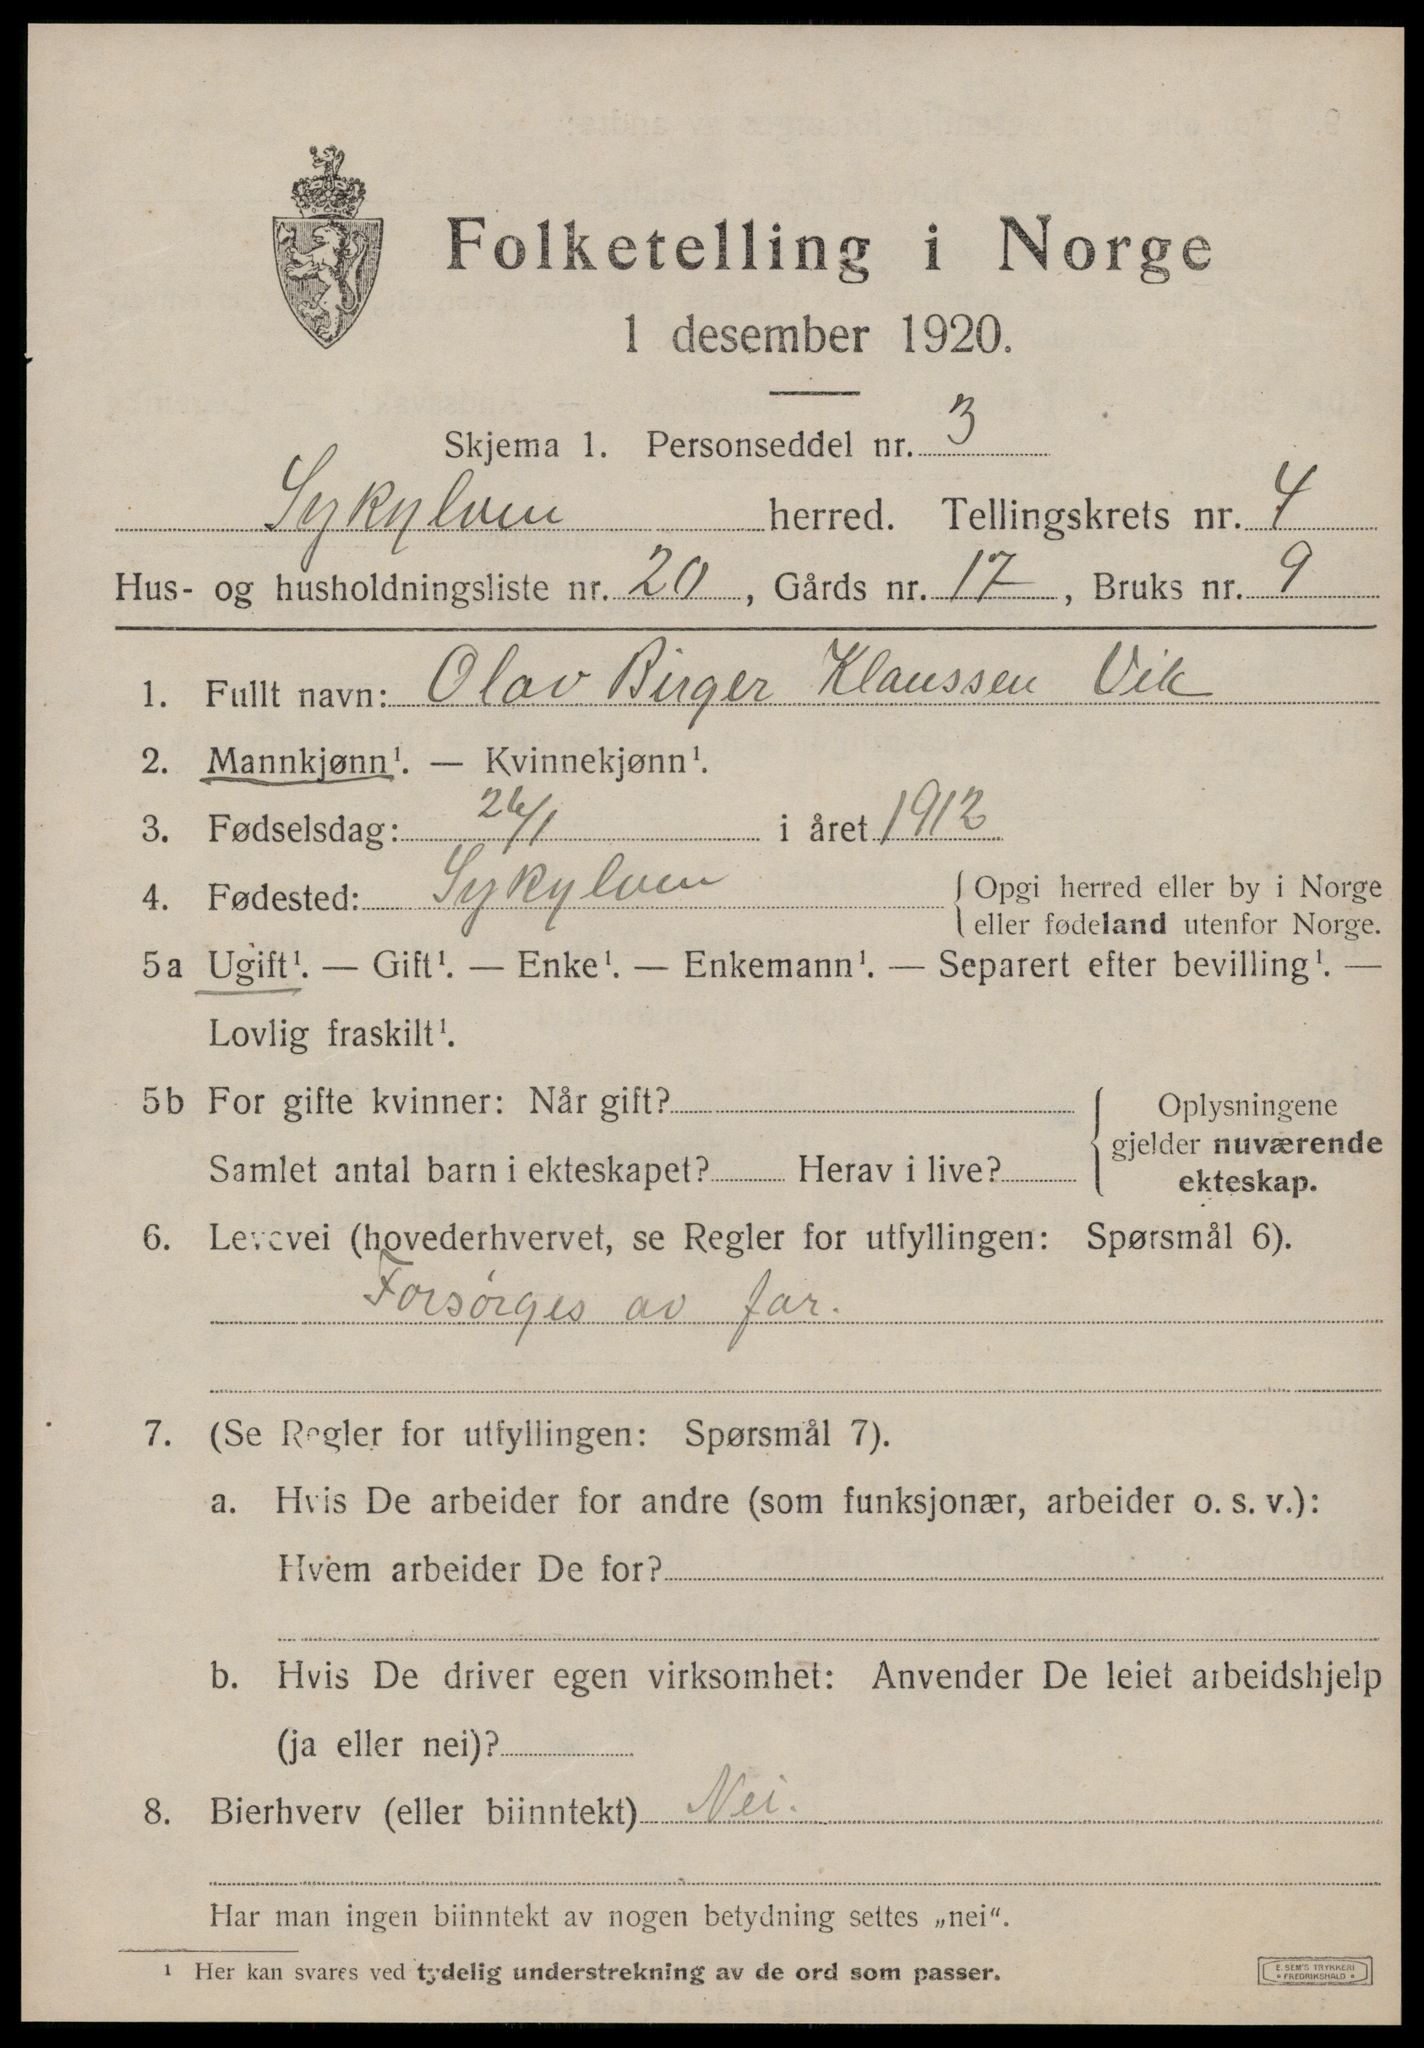 Folketelling i Norge
1 desember 1920.
Skjema 1. Personseddel nr. 3
Sykylven herred. Tellingskrets nr. 4
Hus- og husholdningsliste nr. 20, Gårds nr. 17, Bruks nr. 9
1. Fullt navn: Olav Birger Klaussen Vik
2. Mannkjønn¹. — Kvinnekjønn¹.
3. Fødselsdag: 26/1 i året 1912
4. Fødested: Sykylven { Opgi herred eller by i Norge
eller fødeland utenfor Norge.
5a Ugift¹. — Gift¹. — Enke¹. — Enkemann¹. — Separert efter bevilling¹. —
Lovlig fraskilt¹.
5b For gifte kvinner: Når gift?
Samlet antal barn i ekteskapet? Herav i live?
Oplysningene
gjelder nuværende
ekteskap.
6. Levevei (hovederhvervet, se Regler for utfyllingen: Spørsmål 6).
Forsørges av far.
7. (Se Regler for utfyllingen: Spørsmål 7).
a. Hvis De arbeider for andre (som funksjonær, arbeider o. s. v.):
Hvem arbeider De for?
b. Hvis De driver egen virksomhet: Anvender De leiet arbeidshjelp
(ja eller nei)?
8. Bierhverv (eller biinntekt) Nei.
Har man ingen biinntekt av nogen betydning settes „nei“.
¹ Her kan svares ved tydelig understrekning av de ord som passer.
E. SEM'S TRYKKERI
• FREDRIKSHALD •